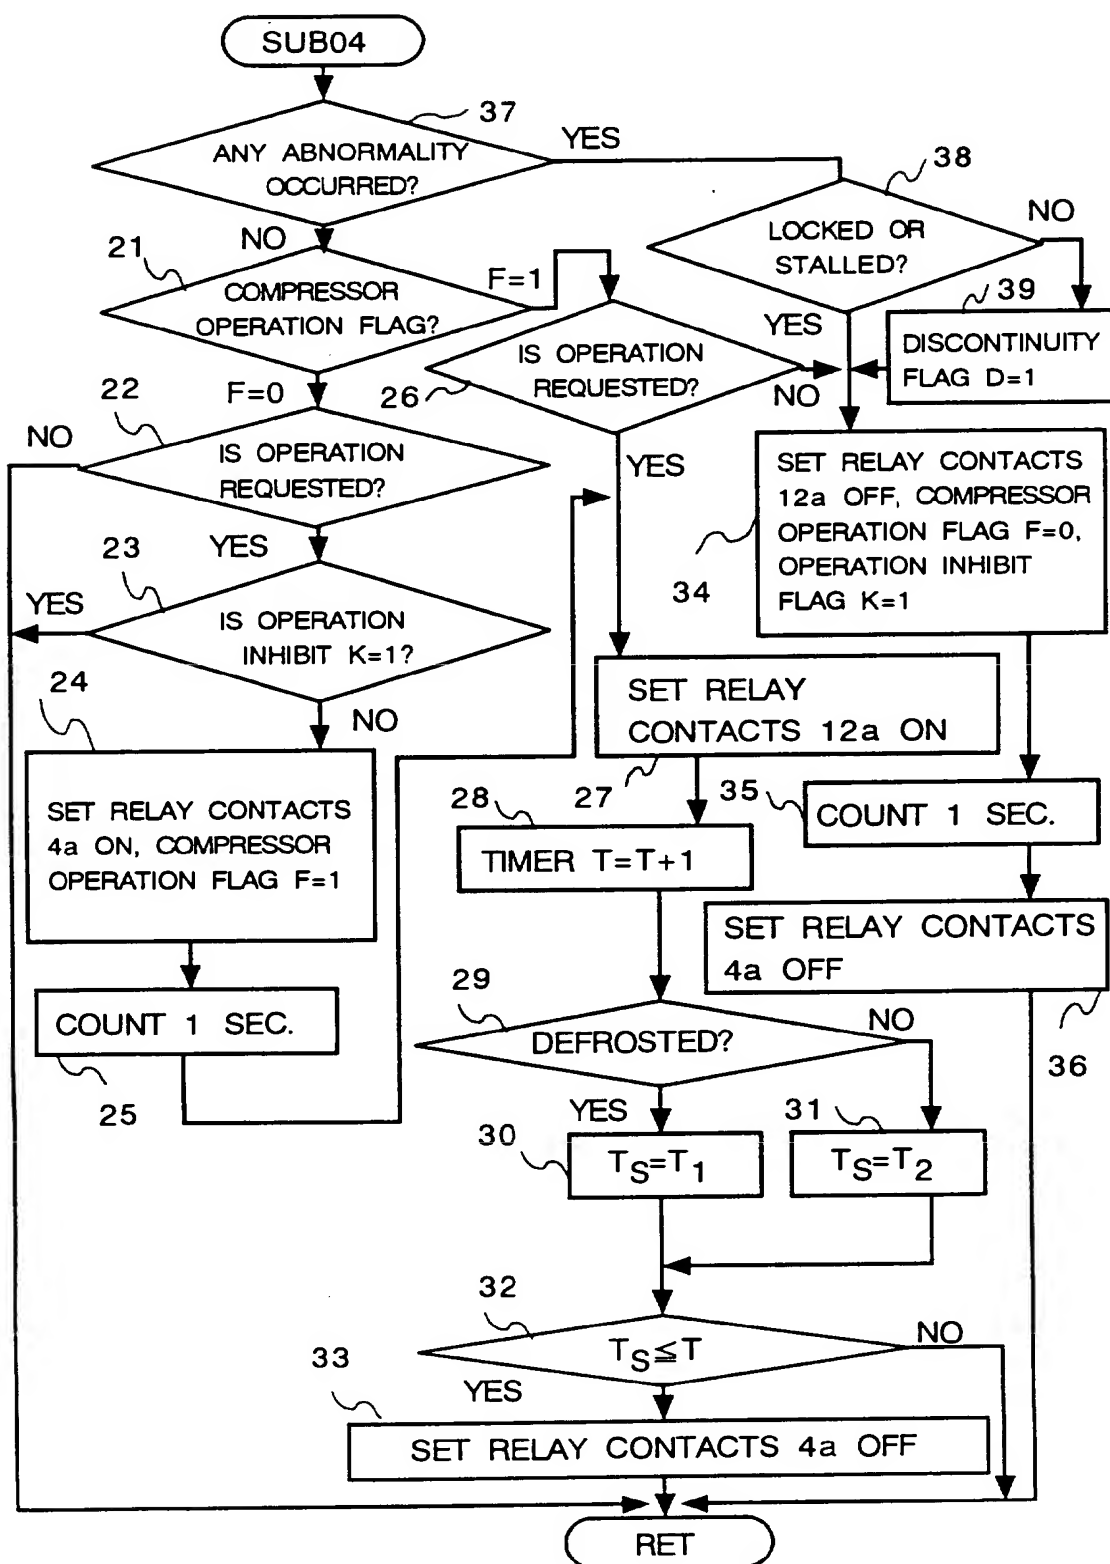 SUB04
37
ANY ABNORMALITY
OCCURRED?
YES
38
NO
LOCKED OR
STALLED?
21
NO
COMPRESSOR
OPERATION FLAG?
F=1
39
YES
DISCONTINUITY
FLAG D=1
IS OPERATION
REQUESTED?
26
NO
F=0
22
NO
IS OPERATION
REQUESTED?
YES
SET RELAY CONTACTS
12a OFF, COMPRESSOR
OPERATION FLAG F=0,
OPERATION INHIBIT
FLAG K=1
34
23
YES
YES
IS OPERATION
INHIBIT K=1?
24
NO
SET RELAY
CONTACTS 12a ON
27
35
COUNT 1 SEC.
SET RELAY CONTACTS
4a ON, COMPRESSOR
OPERATION FLAG F=1
28
TIMER T=T+1
SET RELAY CONTACTS
4a OFF
36
COUNT 1 SEC.
25
29
DEFROSTED?
NO
YES
30
TS=T1
31
TS=T2
32
TS≦T
NO
33
YES
SET RELAY CONTACTS 4a OFF
RET